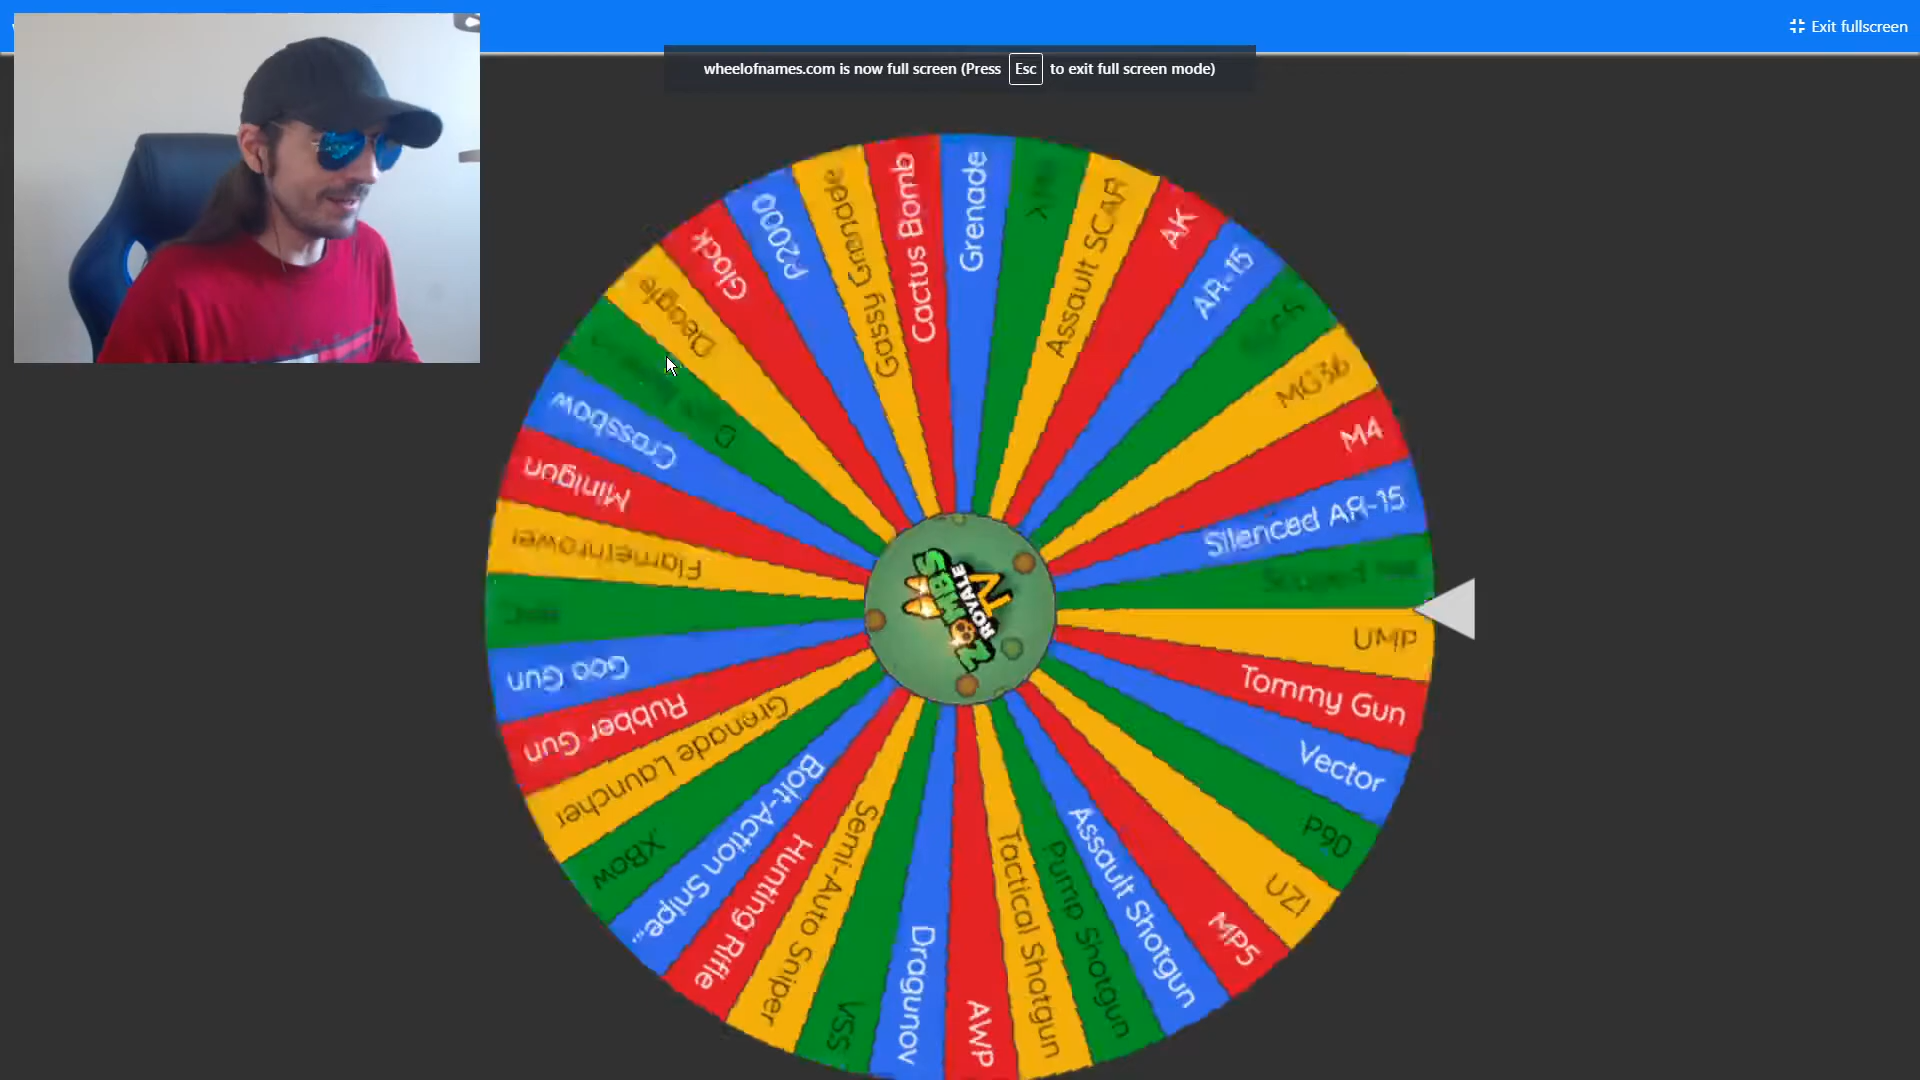 Exit fullscreen
wheelofnames.com is now full screen (Press Esc to exit full screen mode)
Grenade
Assault SCAR
AK
AR-15
MG36
M4
Silenced AR-15
UMP
Tommy Gun
Vector
P90
UZI
MP5
Assault Shotgun
Pump Shotgun
Tactical Shotgun
AWP
Dragunov
VSS
Semi-Auto Sniper
Hunting Rifle
Bolt-Action Snipe...
XBow
Grenade Launcher
Rubber Gun
Goo Gun
Flamethrower
Minigun
Crossbow
Deagle
Glock
P2000
Gassy Grenade
Cactus Bomb
ZOMBS
ROYALE